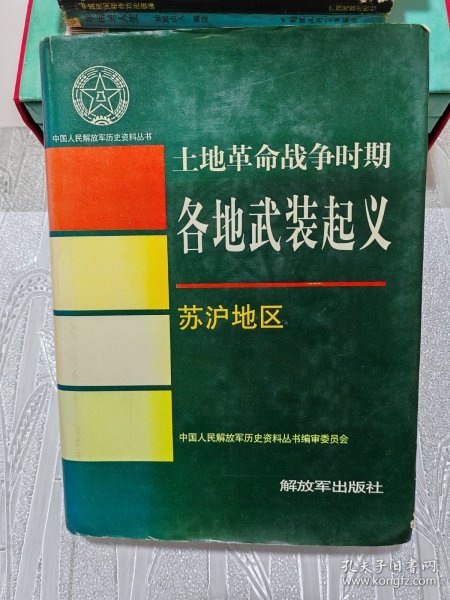 中国人民解放军历史资料丛书
土地革命战争时期
各地武装起义
苏沪地区
中国人民解放军历史资料丛书编审委员会
解放军出版社
孔夫子旧书网
www.kongfz.com